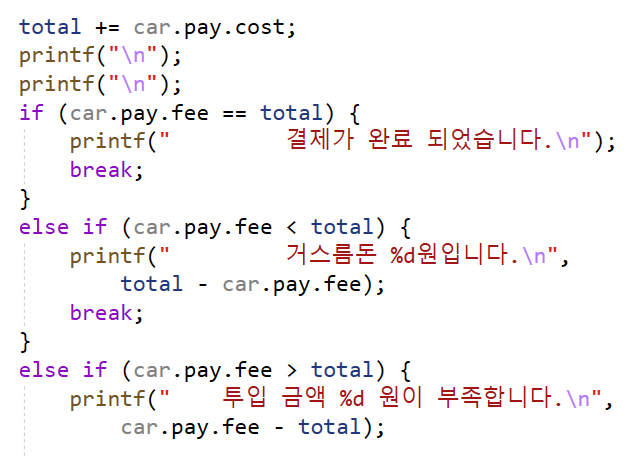 total += car.pay.cost;
printf("\n");
printf("\n");
if (car.pay.fee == total) {
    printf("         결제가 완료 되었습니다.\n");
    break;
}
else if (car.pay.fee < total) {
    printf("         거스름돈 %d원입니다.\n",
        total - car.pay.fee);
    break;
}
else if (car.pay.fee > total) {
    printf("    투입 금액 %d 원이 부족합니다.\n",
        car.pay.fee - total);